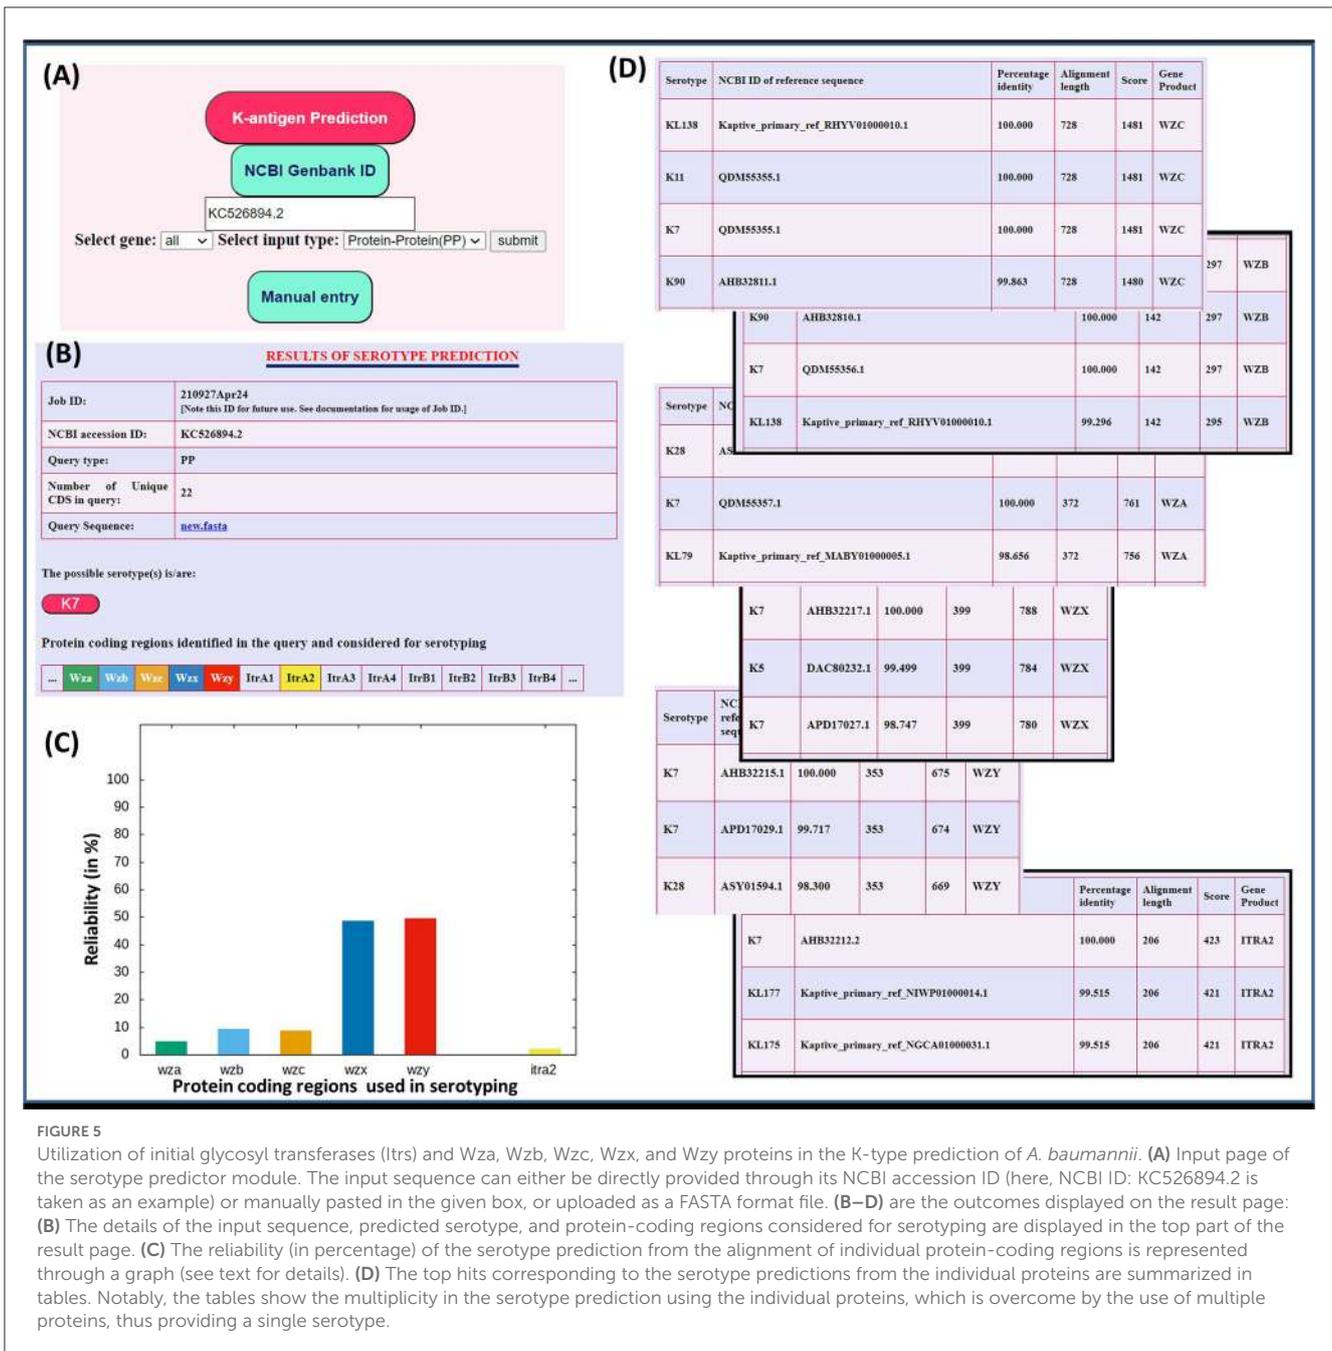 (A)
K-antigen Prediction
NCBI Genbank ID
KC526894.2
Select gene: all Select input type: Protein-Protein(PP) submit
Manual entry
(B)
RESULTS OF SEROTYPE PREDICTION
Job ID: 210927Apr24
[Note this ID for future use. See documentation for usage of Job ID.]
NCBI accession ID: KC526894.2
Query type: PP
Number of Unique CDS in query: 22
Query Sequence: new.fasta
The possible serotype(s) is/are:
K7
Protein coding regions identified in the query and considered for serotyping
... Wza Wzb Wzc Wzx Wzy ItrA1 ItrA2 ItrA3 ItrA4 ItrB1 ItrB2 ItrB3 ItrB4 ...
(C)
Reliability (in %)
100
90
80
70
60
50
40
30
20
10
0
wza wzb wzc wzx wzy itra2
Protein coding regions used in serotyping
(D)
Serotype NCBI ID of reference sequence Percentage identity Alignment length Score Gene Product
KL138 Kaptive_primary_ref_RHYV01000010.1 100.000 728 1481 WZC
K11 QDM55355.1 100.000 728 1481 WZC
K7 QDM55355.1 100.000 728 1481 WZC
K90 AHB32811.1 99.863 728 1480 WZC
297 WZB
K90 AHB32810.1 100.000 142 297 WZB
K7 QDM55356.1 100.000 142 297 WZB
KL138 Kaptive_primary_ref_RHYV01000010.1 99.296 142 295 WZB
Serotype NC
K28 AS
K7 QDM55357.1 100.000 372 761 WZA
KL79 Kaptive_primary_ref_MABY01000005.1 98.656 372 756 WZA
K7 AHB32217.1 100.000 399 788 WZX
K5 DAC80232.1 99.499 399 784 WZX
K7 APD17027.1 98.747 399 780 WZX
Serotype NC refe seq
K7 AHB32215.1 100.000 353 675 WZY
K7 APD17029.1 99.717 353 674 WZY
K28 ASY01594.1 98.300 353 669 WZY
Percentage identity Alignment length Score Gene Product
K7 AHB32212.2 100.000 206 423 ITRA2
KL177 Kaptive_primary_ref_NIWP01000014.1 99.515 206 421 ITRA2
KL175 Kaptive_primary_ref_NGCA01000031.1 99.515 206 421 ITRA2
FIGURE 5
Utilization of initial glycosyl transferases (Itrs) and Wza, Wzb, Wzc, Wzx, and Wzy proteins in the K-type prediction of A. baumannii. (A) Input page of
the serotype predictor module. The input sequence can either be directly provided through its NCBI accession ID (here, NCBI ID: KC526894.2 is
taken as an example) or manually pasted in the given box, or uploaded as a FASTA format file. (B–D) are the outcomes displayed on the result page:
(B) The details of the input sequence, predicted serotype, and protein-coding regions considered for serotyping are displayed in the top part of the
result page. (C) The reliability (in percentage) of the serotype prediction from the alignment of individual protein-coding regions is represented
through a graph (see text for details). (D) The top hits corresponding to the serotype predictions from the individual proteins are summarized in
tables. Notably, the tables show the multiplicity in the serotype prediction using the individual proteins, which is overcome by the use of multiple
proteins, thus providing a single serotype.